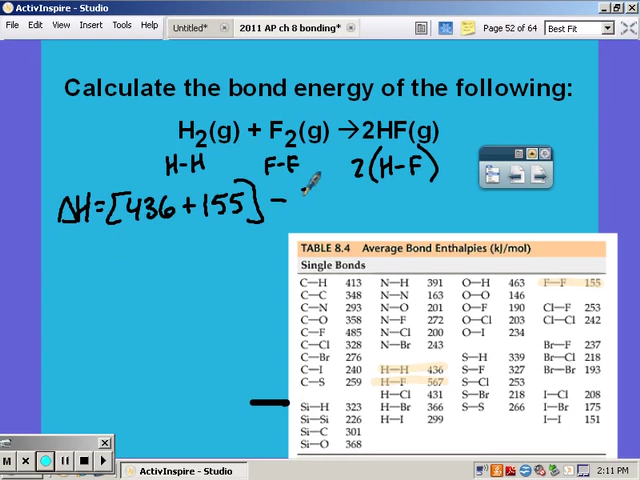 ActivInspire - Studio
File Edit View Insert Tools Help
Untitled*
2011 AP ch 8 bonding*
Page 52 of 64
Best Fit
Calculate the bond energy of the following:
H2(g) + F2(g) →2HF(g)
H-H F-F 2(H-F)
ΔH=[436+155] -
TABLE 8.4 Average Bond Enthalpies (kJ/mol)
Single Bonds
C—H 413 N—H 391 O—H 463 F—F 155
C—C 348 N—N 163 O—O 146
C—N 293 N—O 201 O—F 190 Cl—F 253
C—O 358 N—F 272 O—Cl 203 Cl—Cl 242
C—F 485 N—Cl 200 O—I 234
C—Cl 328 N—Br 243 Br—F 237
C—Br 276 S—H 339 Br—Cl 218
C—I 240 H—H 436 S—F 327 Br—Br 193
C—S 259 H—F 567 S—Cl 253
H—Cl 431 S—Br 218 I—Cl 208
Si—H 323 H—Br 366 S—S 266 I—Br 175
Si—Si 226 H—I 299 I—I 151
Si—C 301
Si—O 368
M
ActivInspire - Studio
2:11 PM